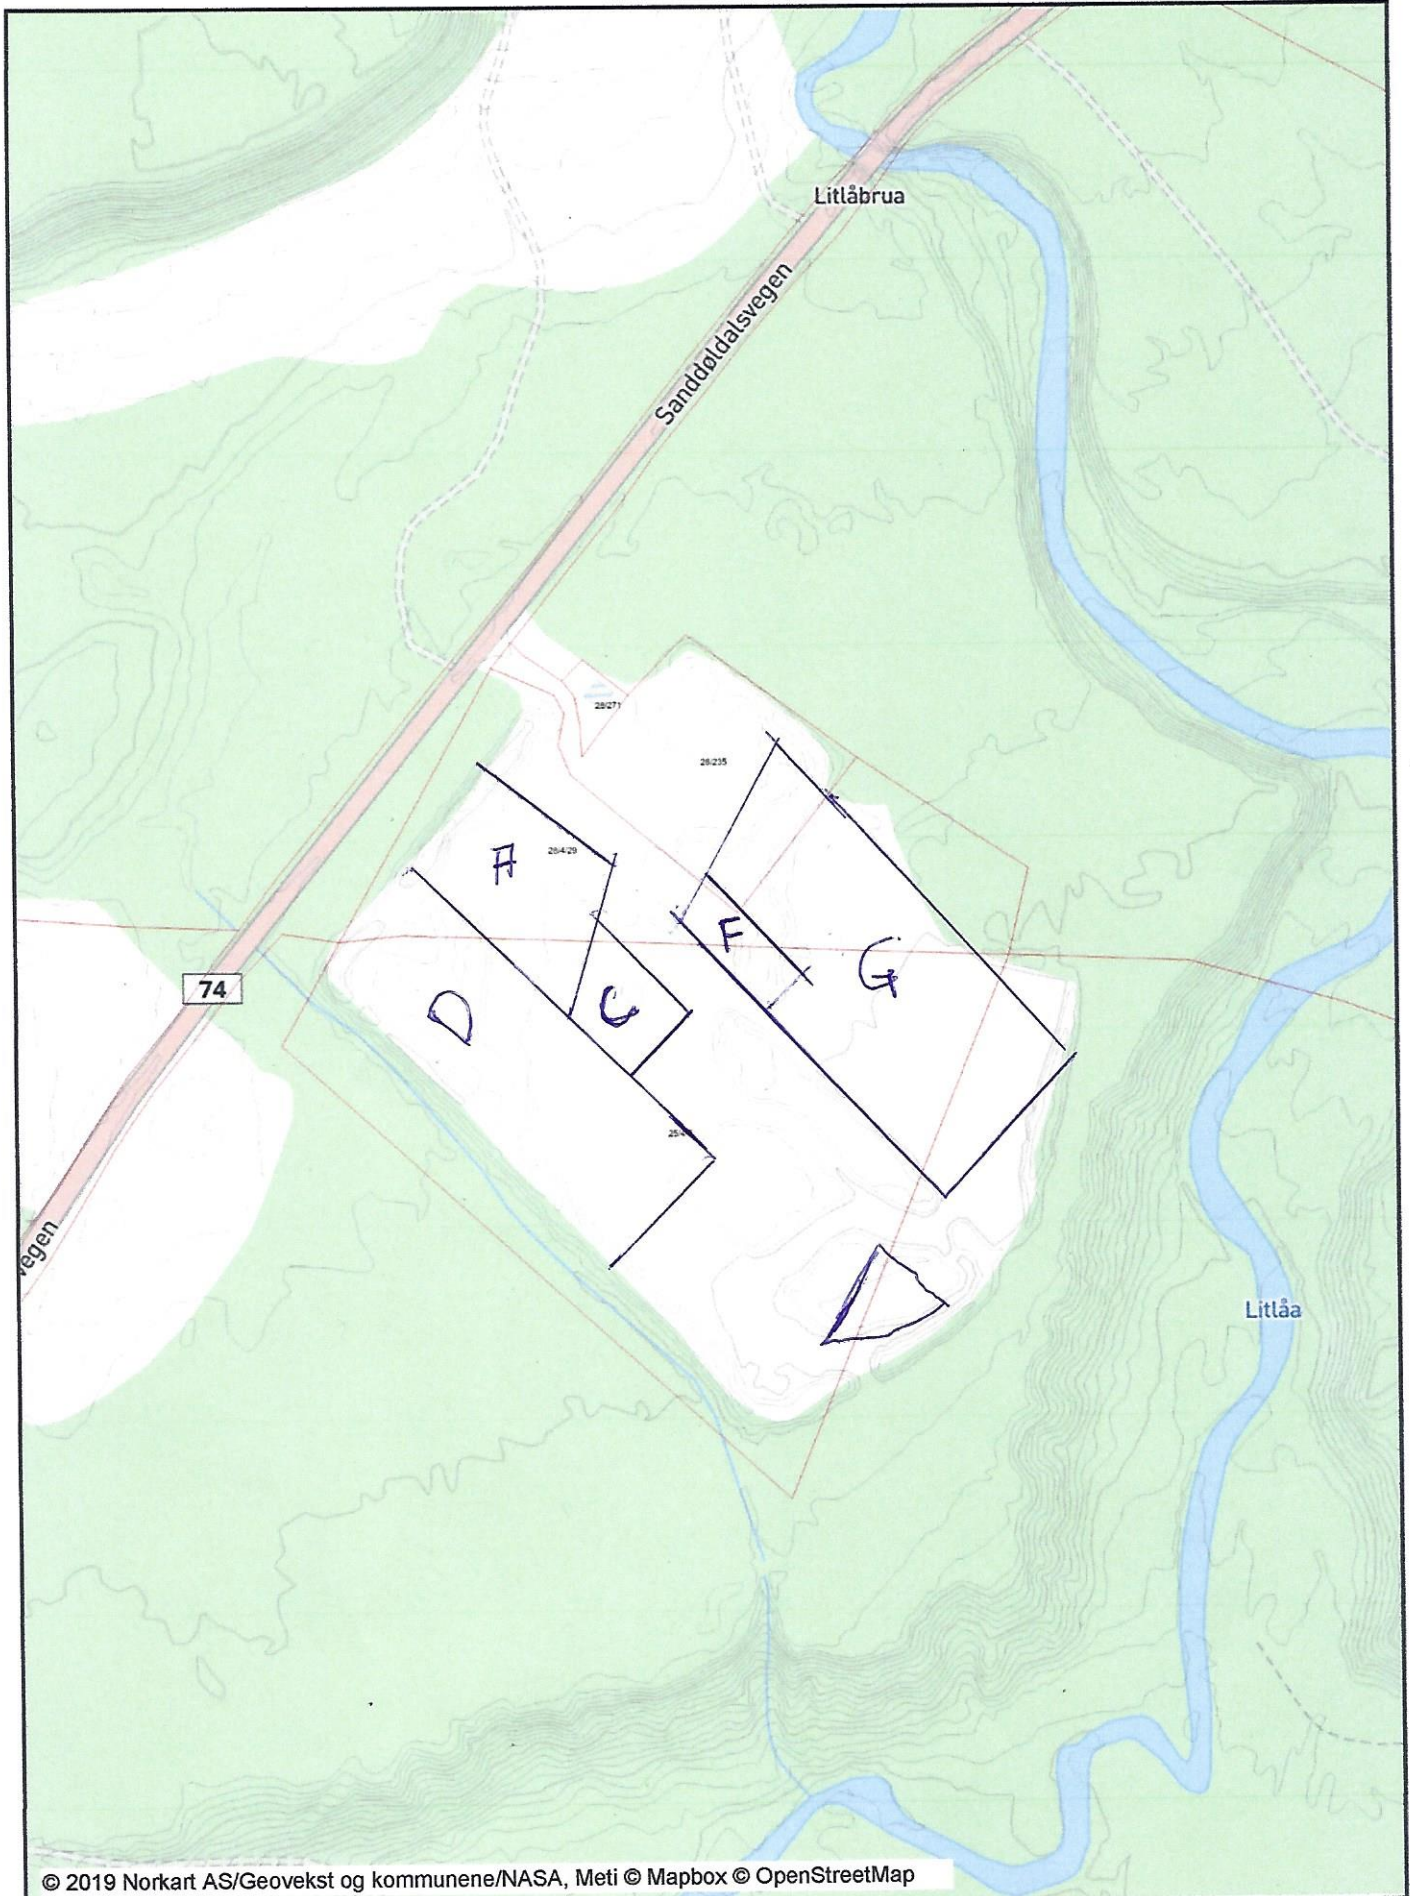 Litlåbrua
Sanddøldalsvegen
28/271
28/235
A
28/4/29
F
G
74
D
C
vegen
Litlåa
© 2019 Norkart AS/Geovekst og kommunene/NASA, Meti © Mapbox © OpenStreetMap